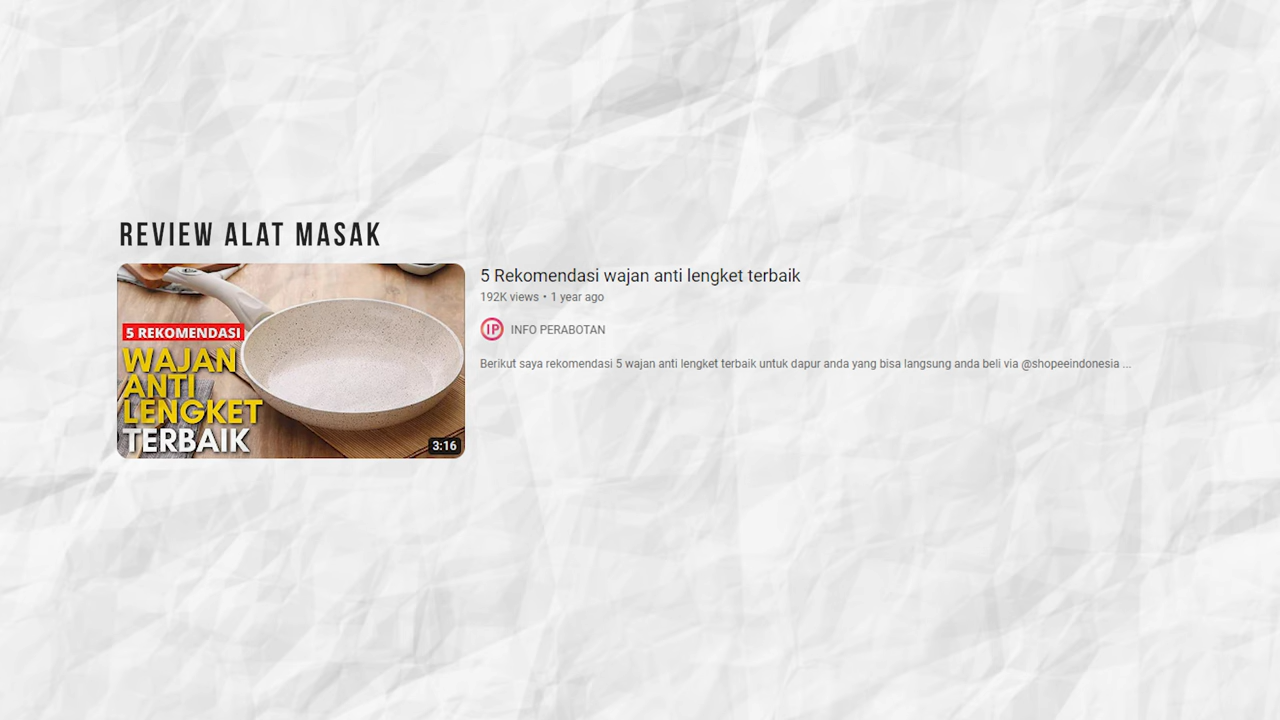 REVIEW ALAT MASAK
5 REKOMENDASI
WAJAN
ANTI
LENGKET
TERBAIK
3:16
5 Rekomendasi wajan anti lengket terbaik
192K views • 1 year ago
IP INFO PERABOTAN
Berikut saya rekomendasi 5 wajan anti lengket terbaik untuk dapur anda yang bisa langsung anda beli via @shopeeindonesia ...